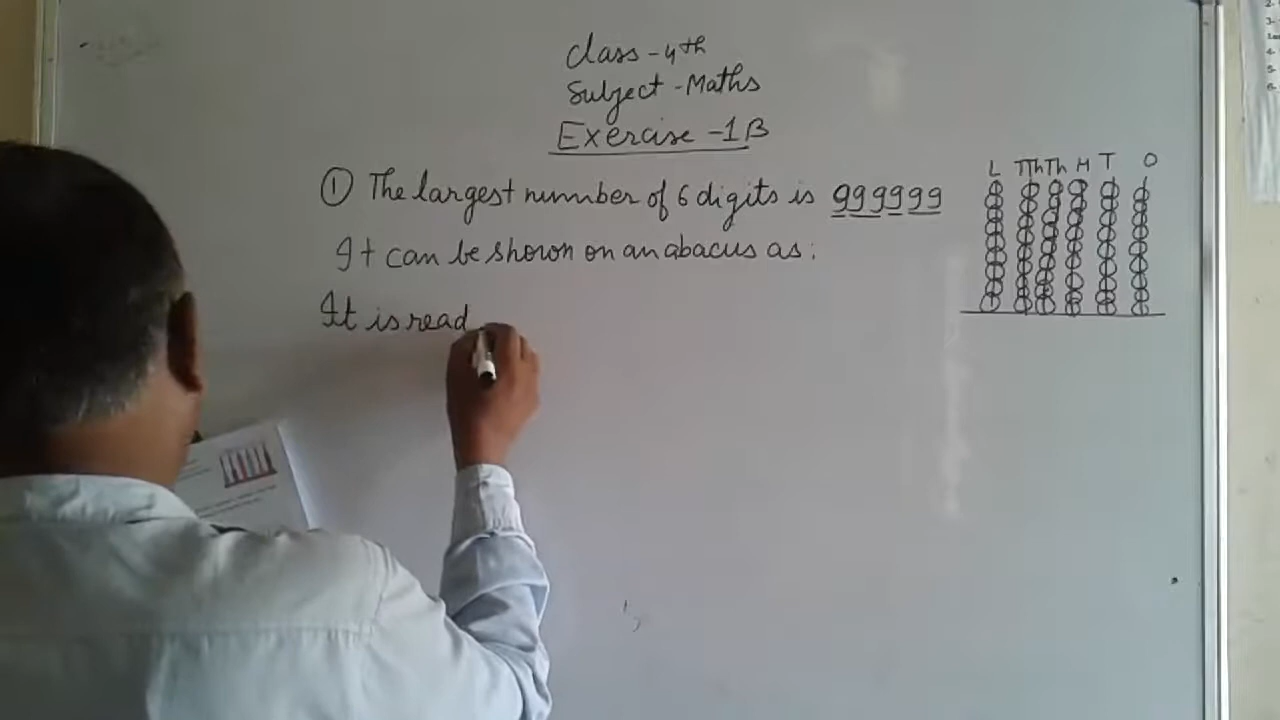 Class - 4th
Subject - Maths
Exercise - 1B
① The largest number of 6 digits is 999999
It can be shown on an abacus as:
It is read
L TTh Th H T O